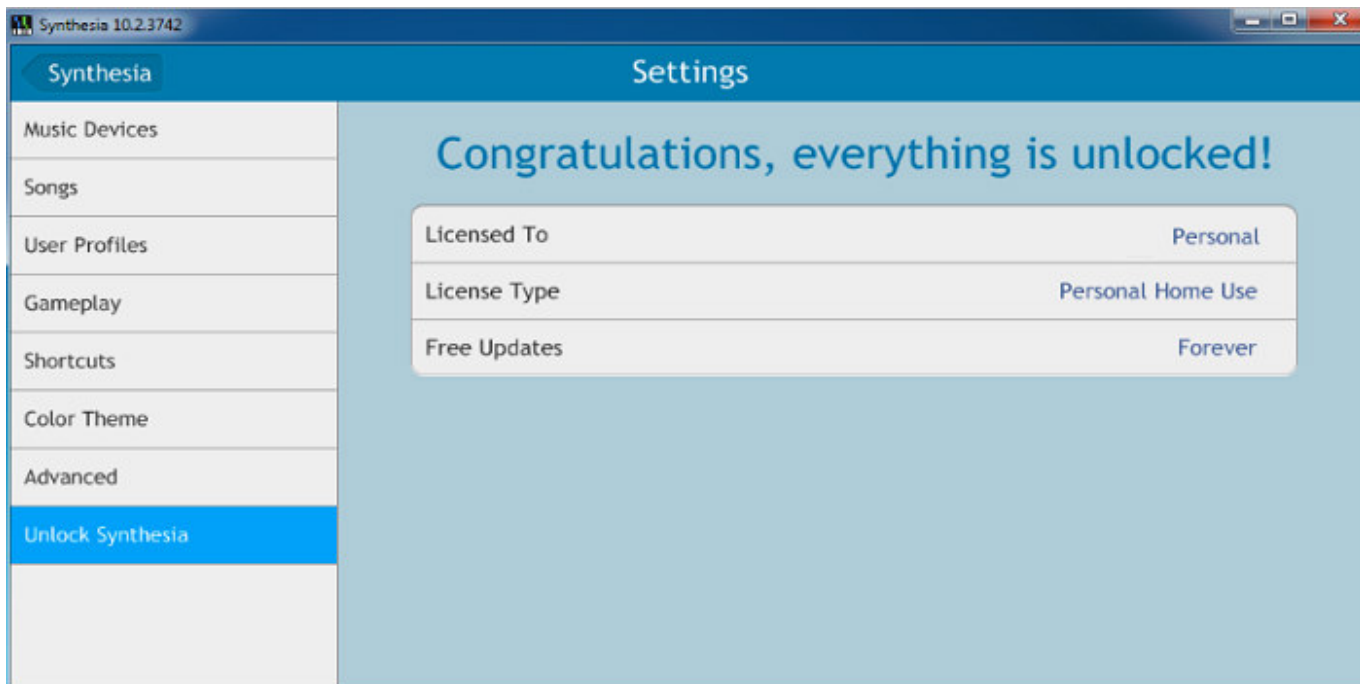 Synthesia 10.2.3742
Synthesia
Settings
Music Devices
Songs
User Profiles
Gameplay
Shortcuts
Color Theme
Advanced
Unlock Synthesia
Congratulations, everything is unlocked!
Licensed To Personal
License Type Personal Home Use
Free Updates Forever